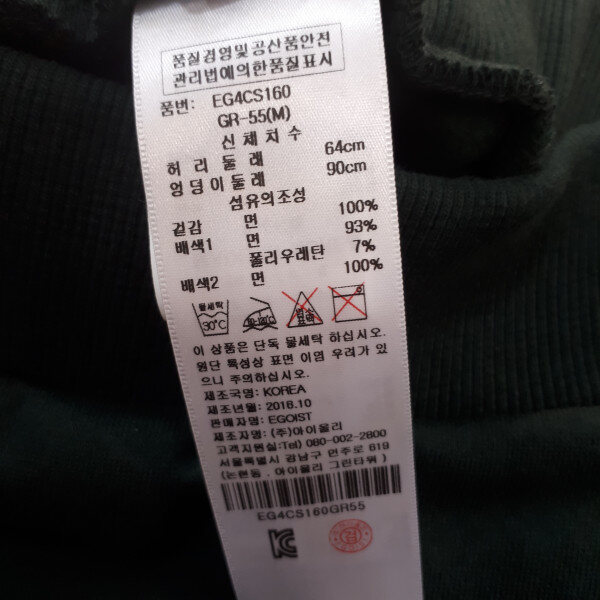 품질경영및공산품안전
관리법에의한품질표시
품번: EG4CS160
GR-55(M)
신체치수
허리둘레 64cm
엉덩이둘레 90cm
섬유의조성
겉감 면 100%
배색1 면 93%
폴리우레탄 7%
배색2 면 100%
물세탁
30℃
이 상품은 단독 물세탁 하십시오.
원단 특성상 표면 이염 우려가 있
으니 주의하십시오.
제조국명: KOREA
제조년월: 2018.10
판매자명: EGOIST
제조자명: (주)아이올리
고객지원실:Tel) 080-002-2800
서울특별시 강남구 언주로 619
(논현동, 아이올리 그린타워)
EG4CS160GR55